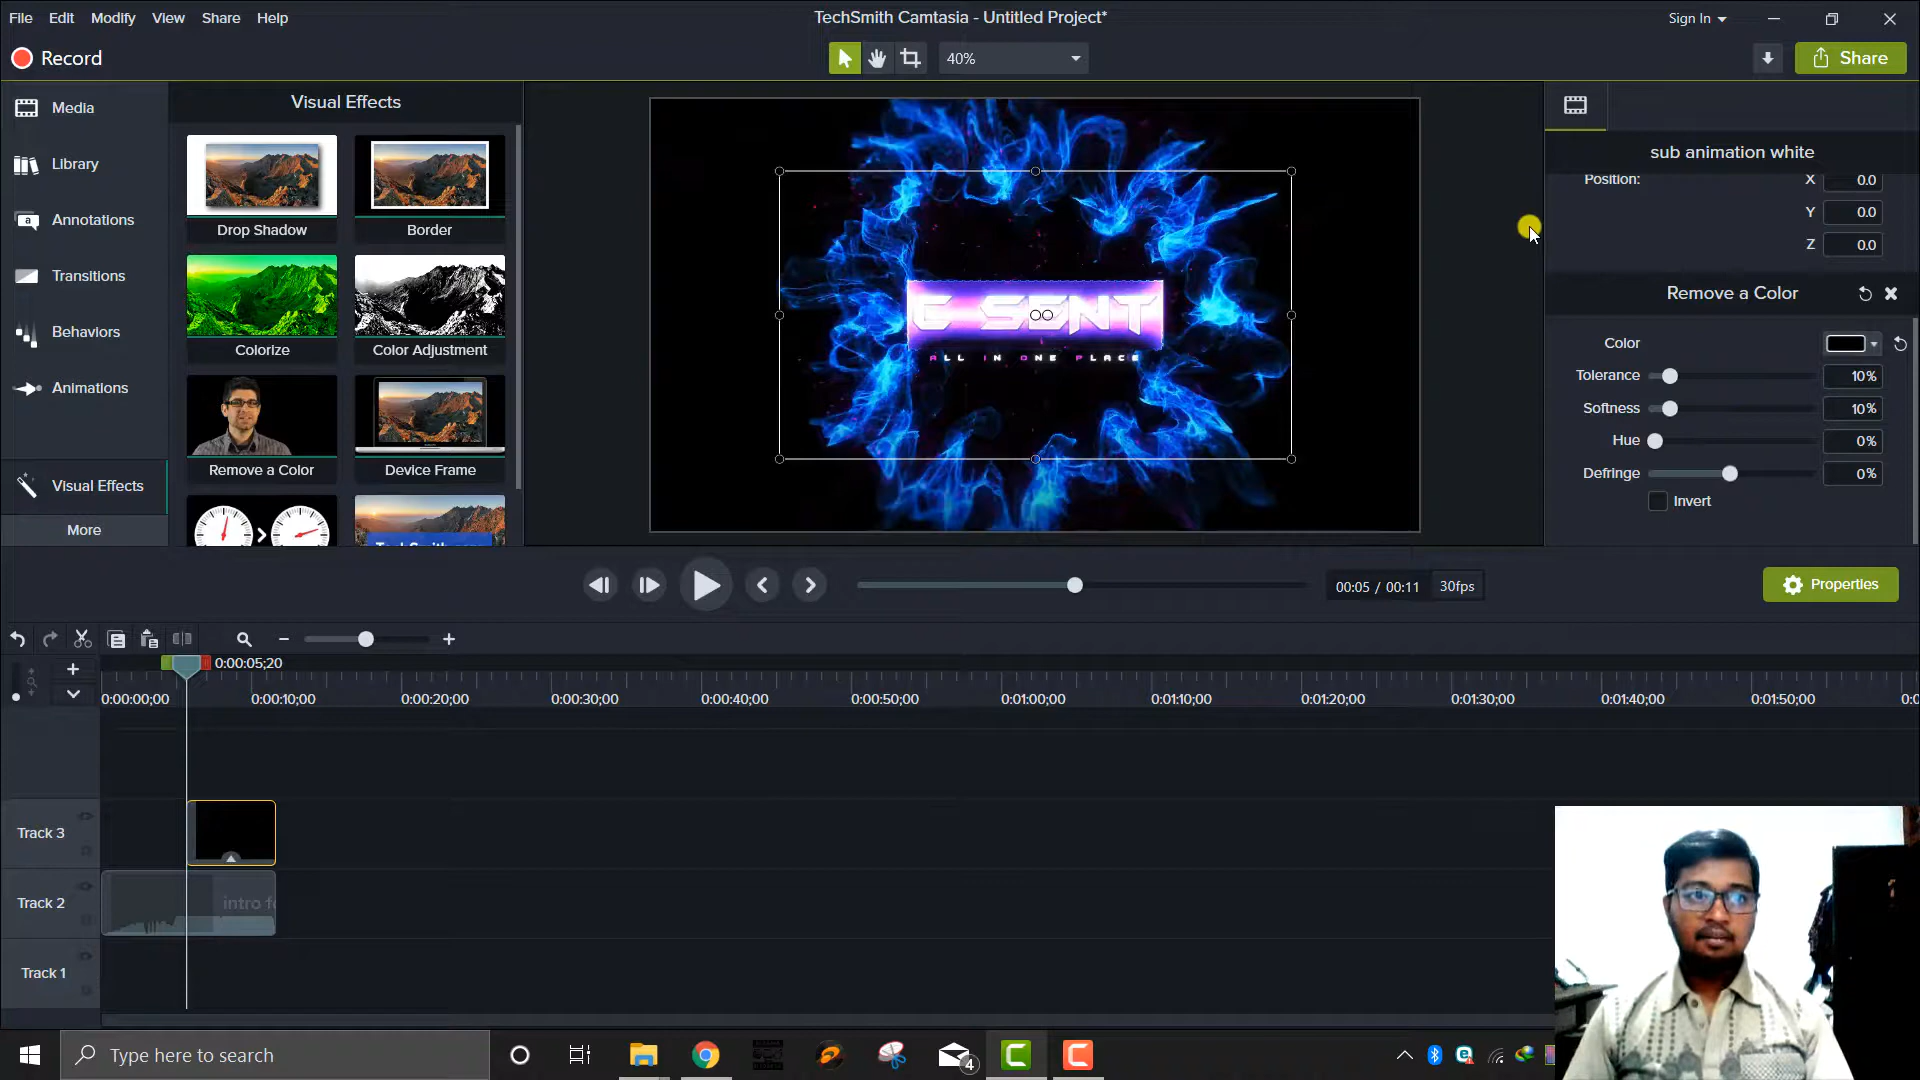 File Edit Modify View Share Help
TechSmith Camtasia - Untitled Project*
Sign In
Record
40%
Share
Media
Library
Annotations
Transitions
Behaviors
Animations
Visual Effects
More
Visual Effects
Drop Shadow
Border
Colorize
Color Adjustment
Remove a Color
Device Frame
C SENT
ALL IN ONE PLACE
sub animation white
Position:
X 0.0
Y 0.0
Z 0.0
Remove a Color
Color
Tolerance 10%
Softness 10%
Hue 0%
Defringe 0%
Invert
00:05 / 00:11 30fps
Properties
0:00:05;20
0:00:00;00 0:00:10;00 0:00:20;00 0:00:30;00 0:00:40;00 0:00:50;00 0:01:00;00 0:01:10;00 0:01:20;00 0:01:30;00 0:01:40;00 0:01:50;00
Track 3
Track 2
intro fo
Track 1
Type here to search
4